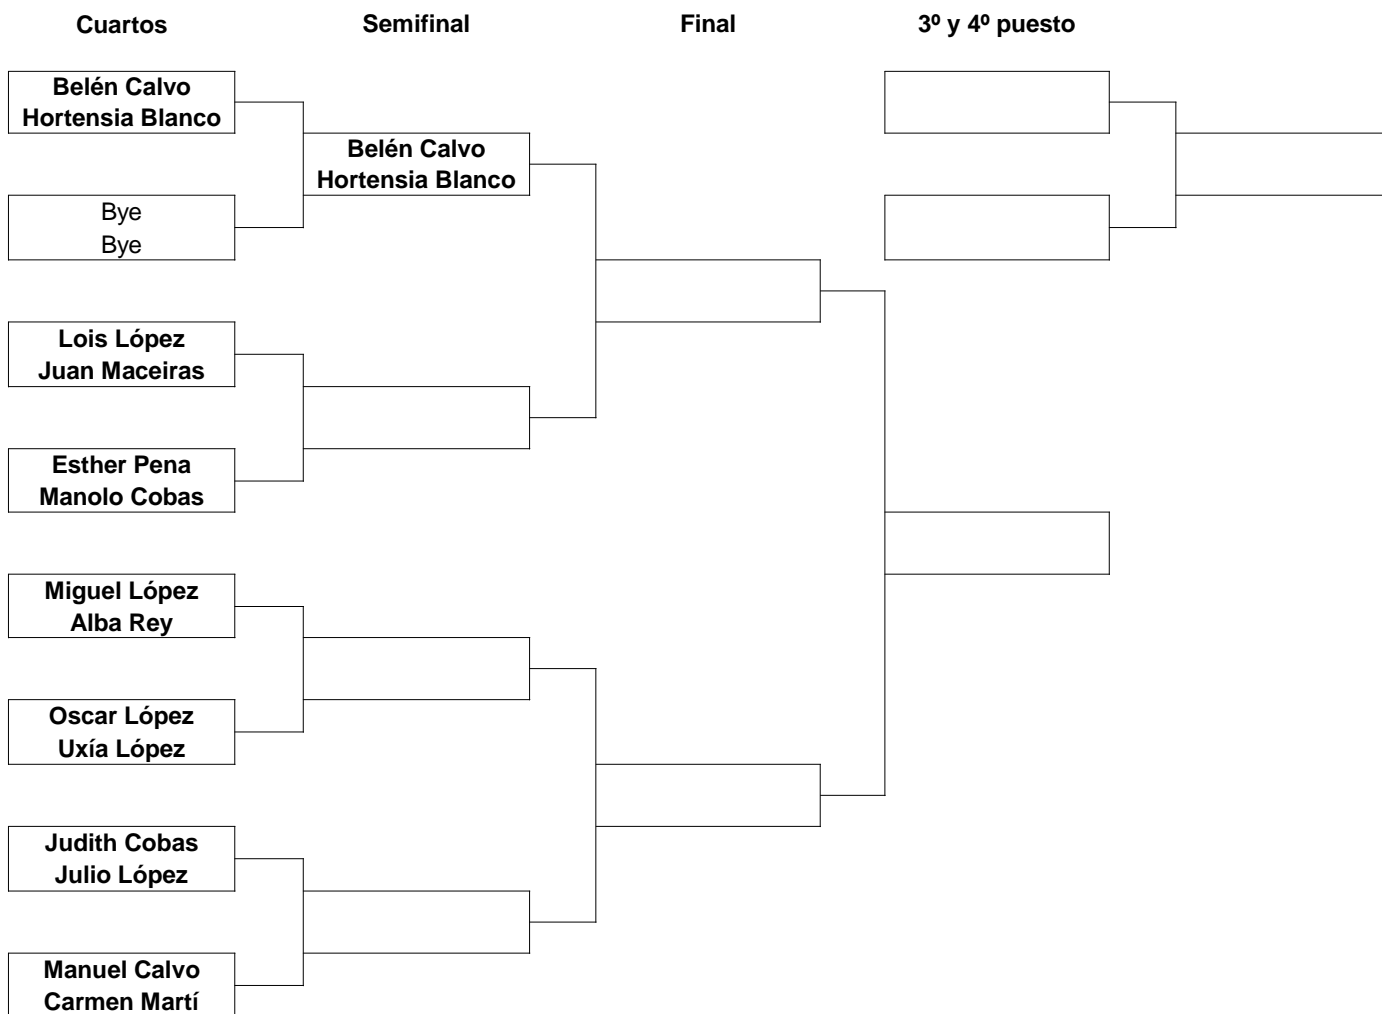 Cuartos
Semifinal
Final
3º y 4º puesto
Belén Calvo
Hortensia Blanco
Belén Calvo
Hortensia Blanco
Bye
Bye
Lois López
Juan Maceiras
Esther Pena
Manolo Cobas
Miguel López
Alba Rey
Oscar López
Uxía López
Judith Cobas
Julio López
Manuel Calvo
Carmen Martí